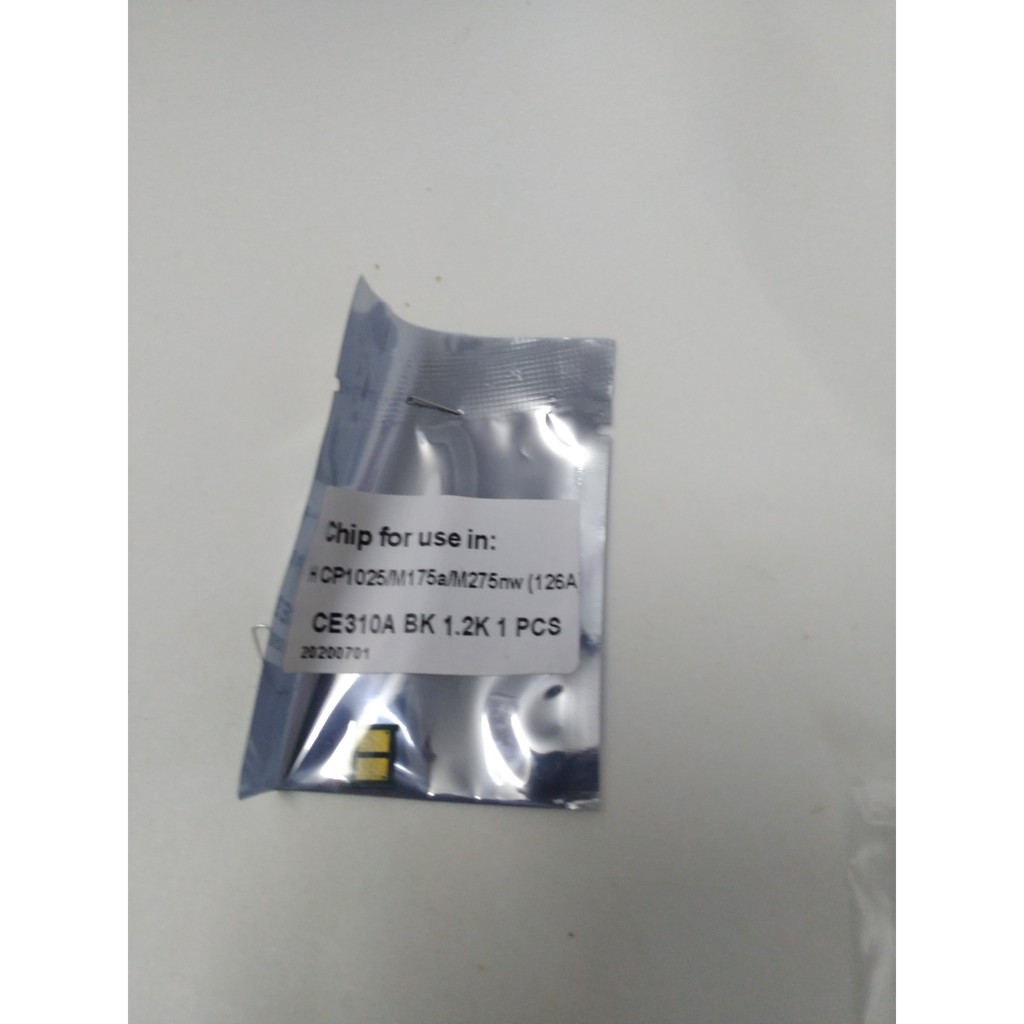 Chip for use in:
H CP1025/M175a/M275nw (126A
CE310A BK 1.2K 1 PCS
20200701